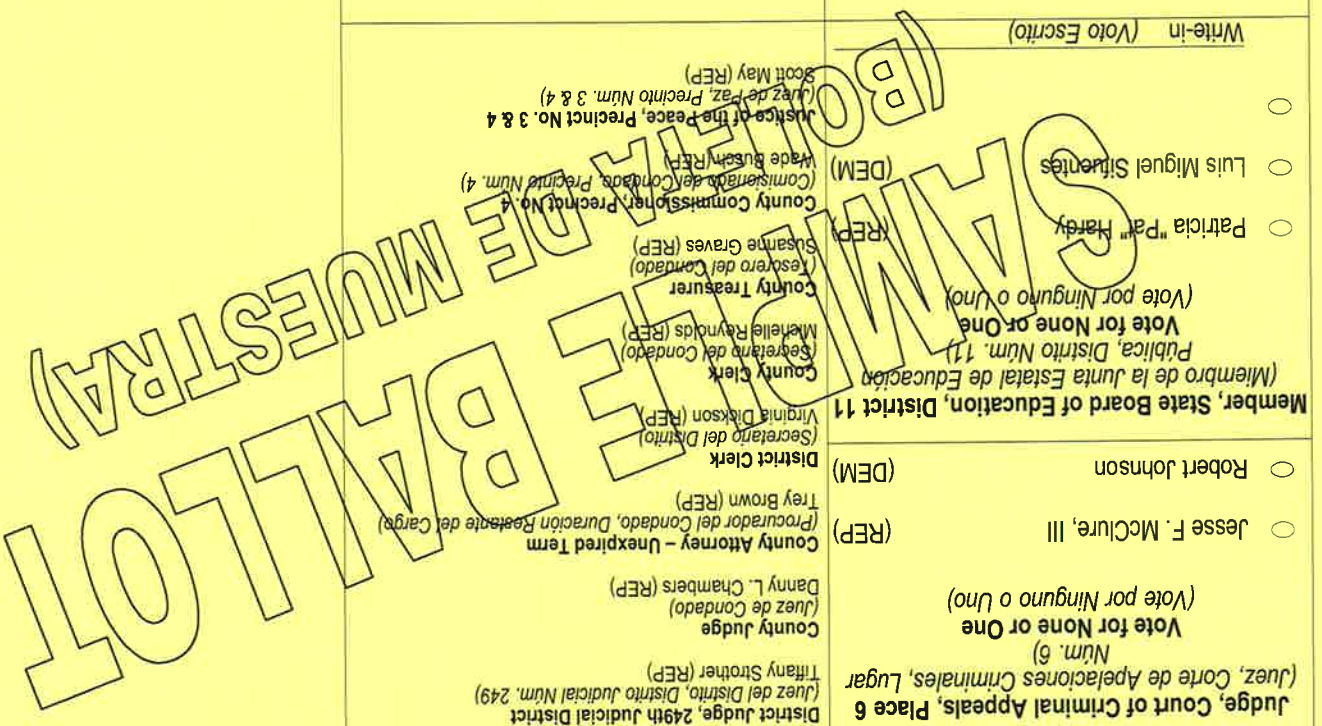 Judge, Court of Criminal Appeals, Place 6
(Juez, Corte de Apelaciones Criminales, Lugar
Núm. 6)
Vote for None or One
(Vote por Ninguno o Uno)
Jesse F. McClure, III (REP)
Robert Johnson (DEM)
Member, State Board of Education, District 11
(Miembro de la Junta Estatal de Educación
Pública, Distrito Núm. 11)
Vote for None or One
(Vote por Ninguno o Uno)
Patricia "Pat" Hardy (REP)
Luis Miguel Sifuentes (DEM)
Write-in (Voto Escrito)
District Judge, 249th Judicial District
(Juez del Distrito, Distrito Judicial Núm. 249)
Tiffany Strother (REP)
County Judge
(Juez de Condado)
Danny L. Chambers (REP)
County Attorney – Unexpired Term
(Procurador del Condado, Duración Restante del Cargo)
Trey Brown (REP)
District Clerk
(Secretario del Distrito)
Virginia Dickson (REP)
County Clerk
(Secretario del Condado)
Michelle Reynolds (REP)
County Treasurer
(Tesorero del Condado)
Susanne Graves (REP)
County Commissioner, Precinct No. 4
(Comisionado del Condado, Precinto Núm. 4)
Wade Busch (REP)
Justice of the Peace, Precinct No. 3 & 4
(Juez de Paz, Precinto Núm. 3 & 4)
Scott May (REP)
SAMPLE BALLOT
(BOLETA DE MUESTRA)